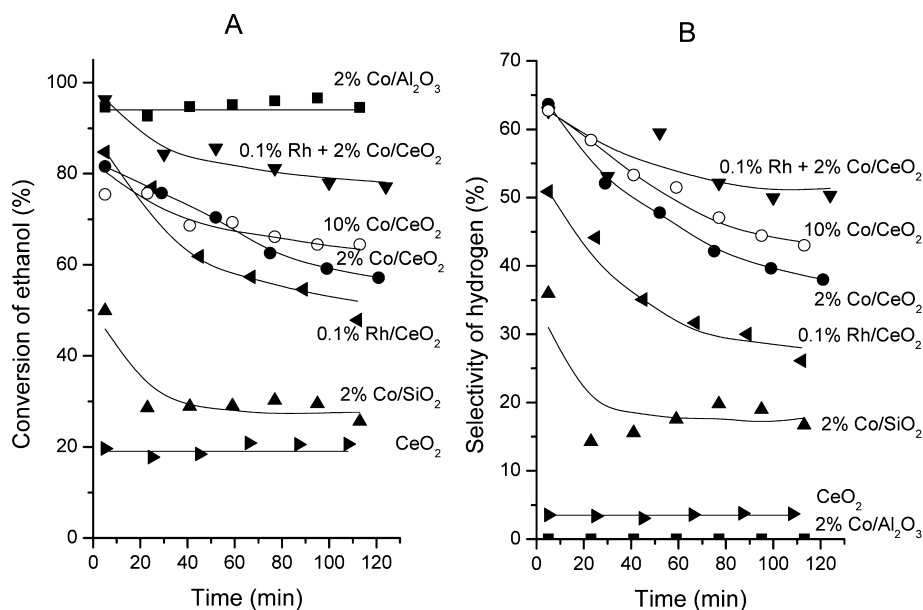 A
Conversion of ethanol (%)
100
80
60
40
20
0
2% Co/Al₂O₃
0.1% Rh + 2% Co/CeO₂
10% Co/CeO₂
2% Co/CeO₂
0.1% Rh/CeO₂
2% Co/SiO₂
CeO₂
0 20 40 60 80 100 120
Time (min)
B
Selectivity of hydrogen (%)
70
60
50
40
30
20
10
0
0.1% Rh + 2% Co/CeO₂
10% Co/CeO₂
2% Co/CeO₂
0.1% Rh/CeO₂
2% Co/SiO₂
CeO₂
2% Co/Al₂O₃
0 20 40 60 80 100 120
Time (min)